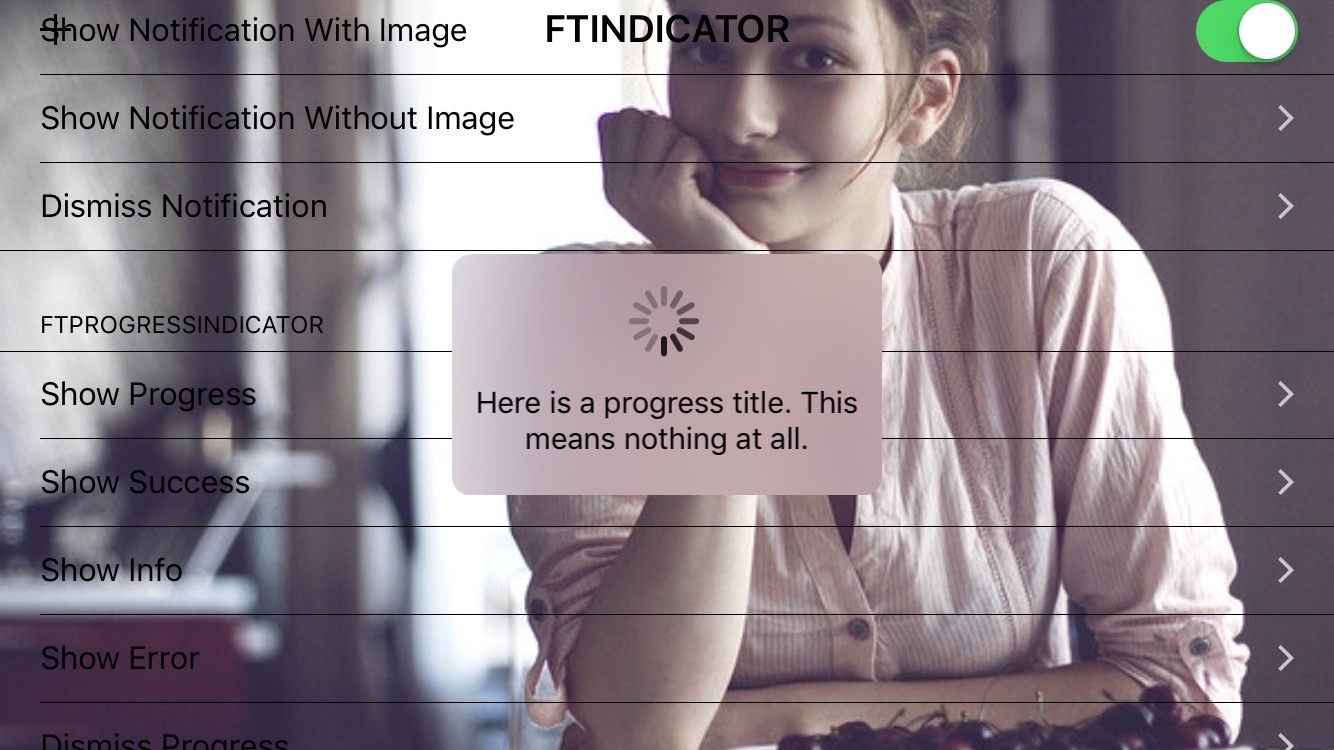 Show Notification With Image
FTINDICATOR
Show Notification Without Image
Dismiss Notification
FTPROGRESSINDICATOR
Show Progress
Here is a progress title. This
means nothing at all.
Show Success
Show Info
Show Error
Dismiss Progress